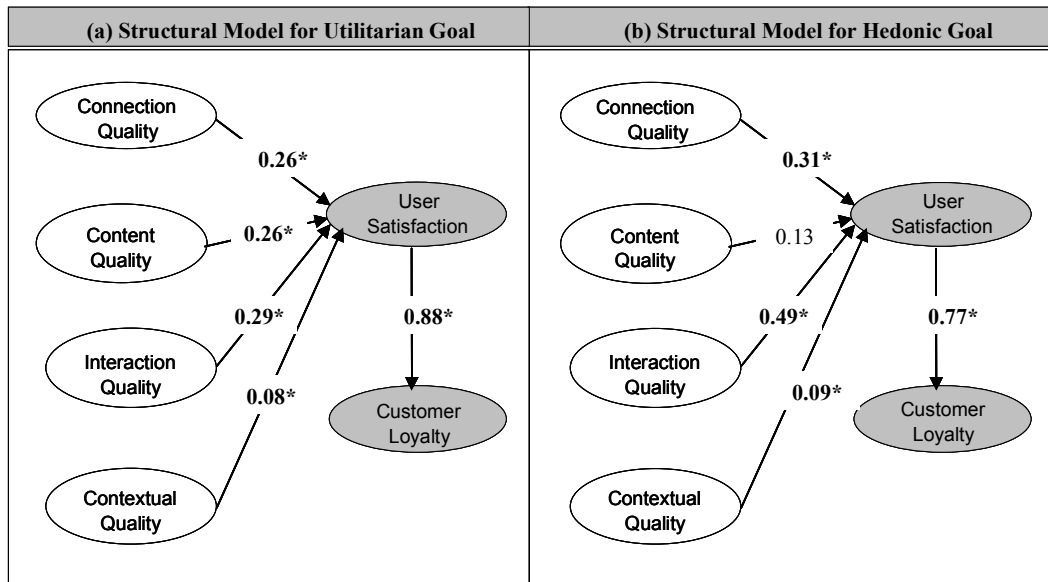 (a) Structural Model for Utilitarian Goal
Connection
Quality
0.26*
User
Satisfaction
Content
Quality
0.26*
Interaction
Quality
0.29*
0.88*
0.08*
Customer
Loyalty
Contextual
Quality
(b) Structural Model for Hedonic Goal
Connection
Quality
0.31*
User
Satisfaction
Content
Quality
0.13
Interaction
Quality
0.49*
0.77*
0.09*
Customer
Loyalty
Contextual
Quality